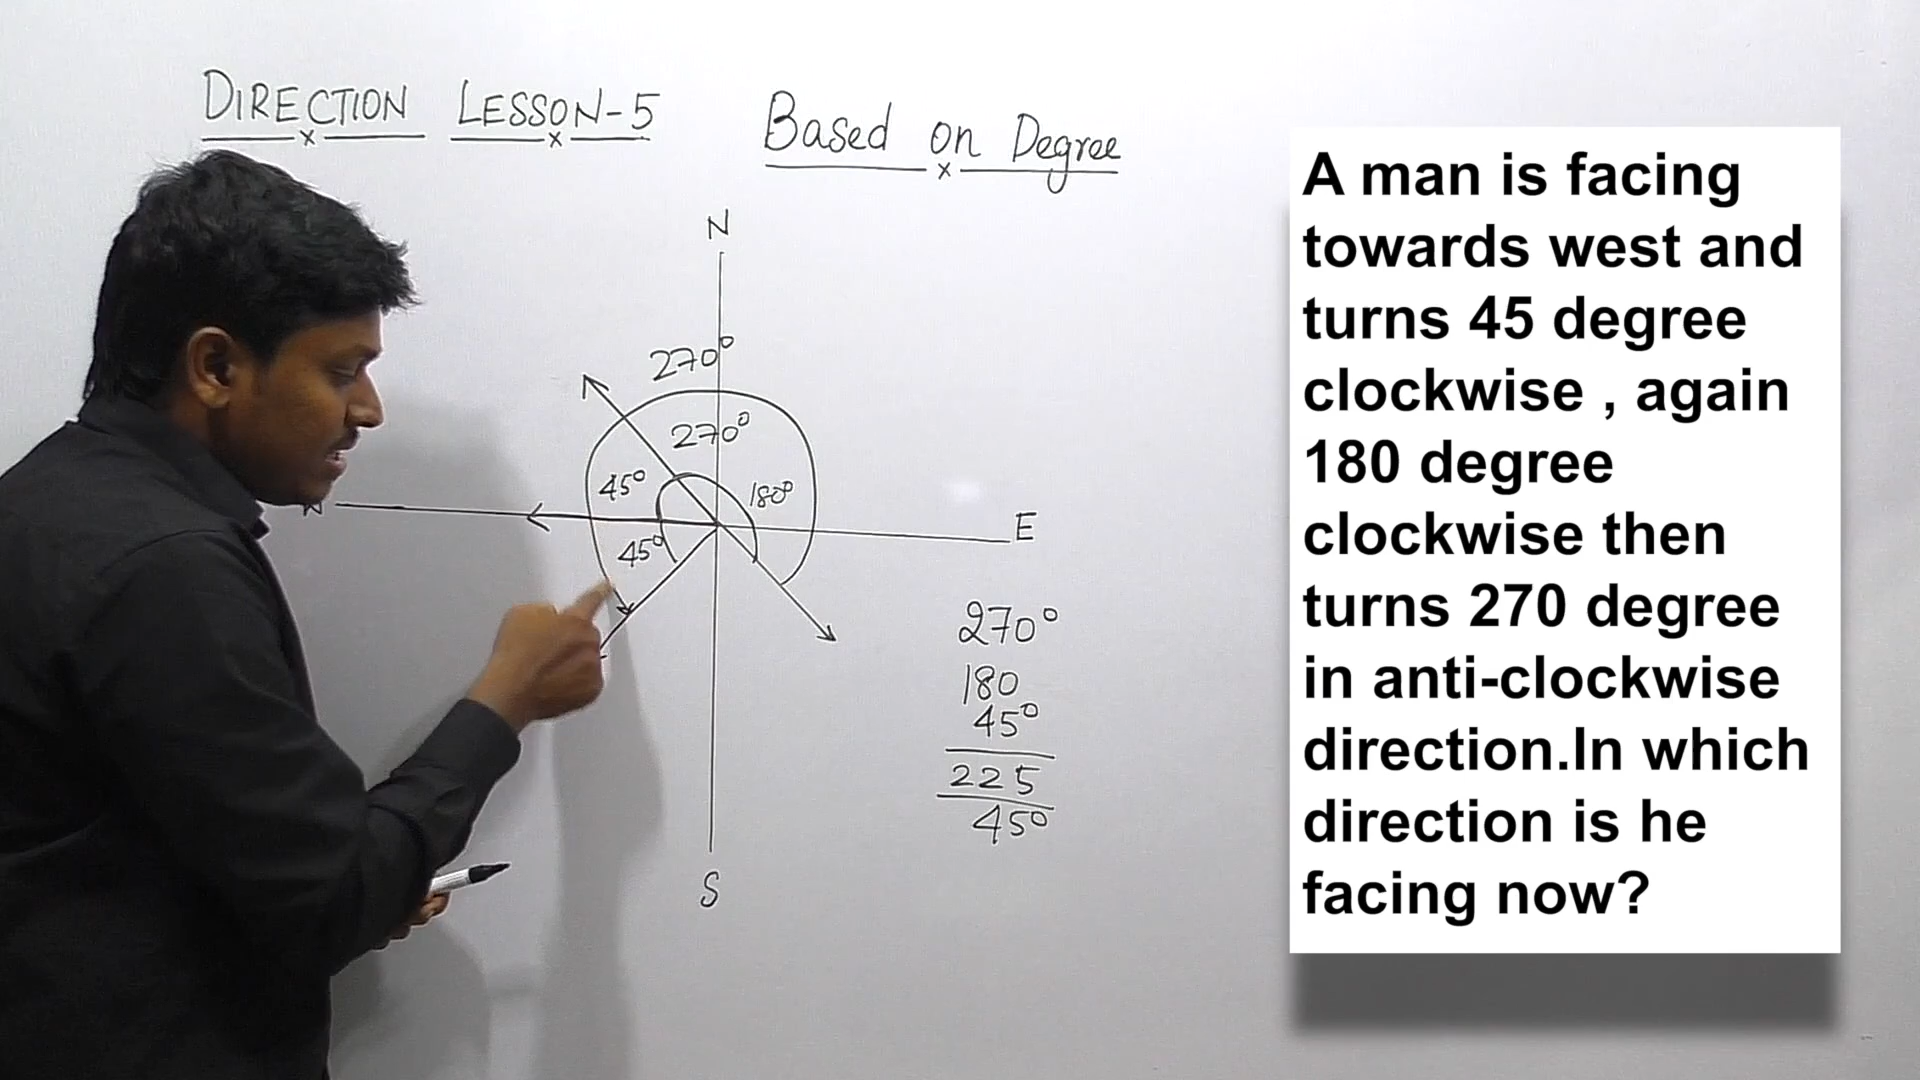 DIRECTION LESSON-5
Based on Degree
N
270°
270°
45°
180°
E
45°
270°
180
45°
225
45°
S
A man is facing
towards west and
turns 45 degree
clockwise , again
180 degree
clockwise then
turns 270 degree
in anti-clockwise
direction.In which
direction is he
facing now?